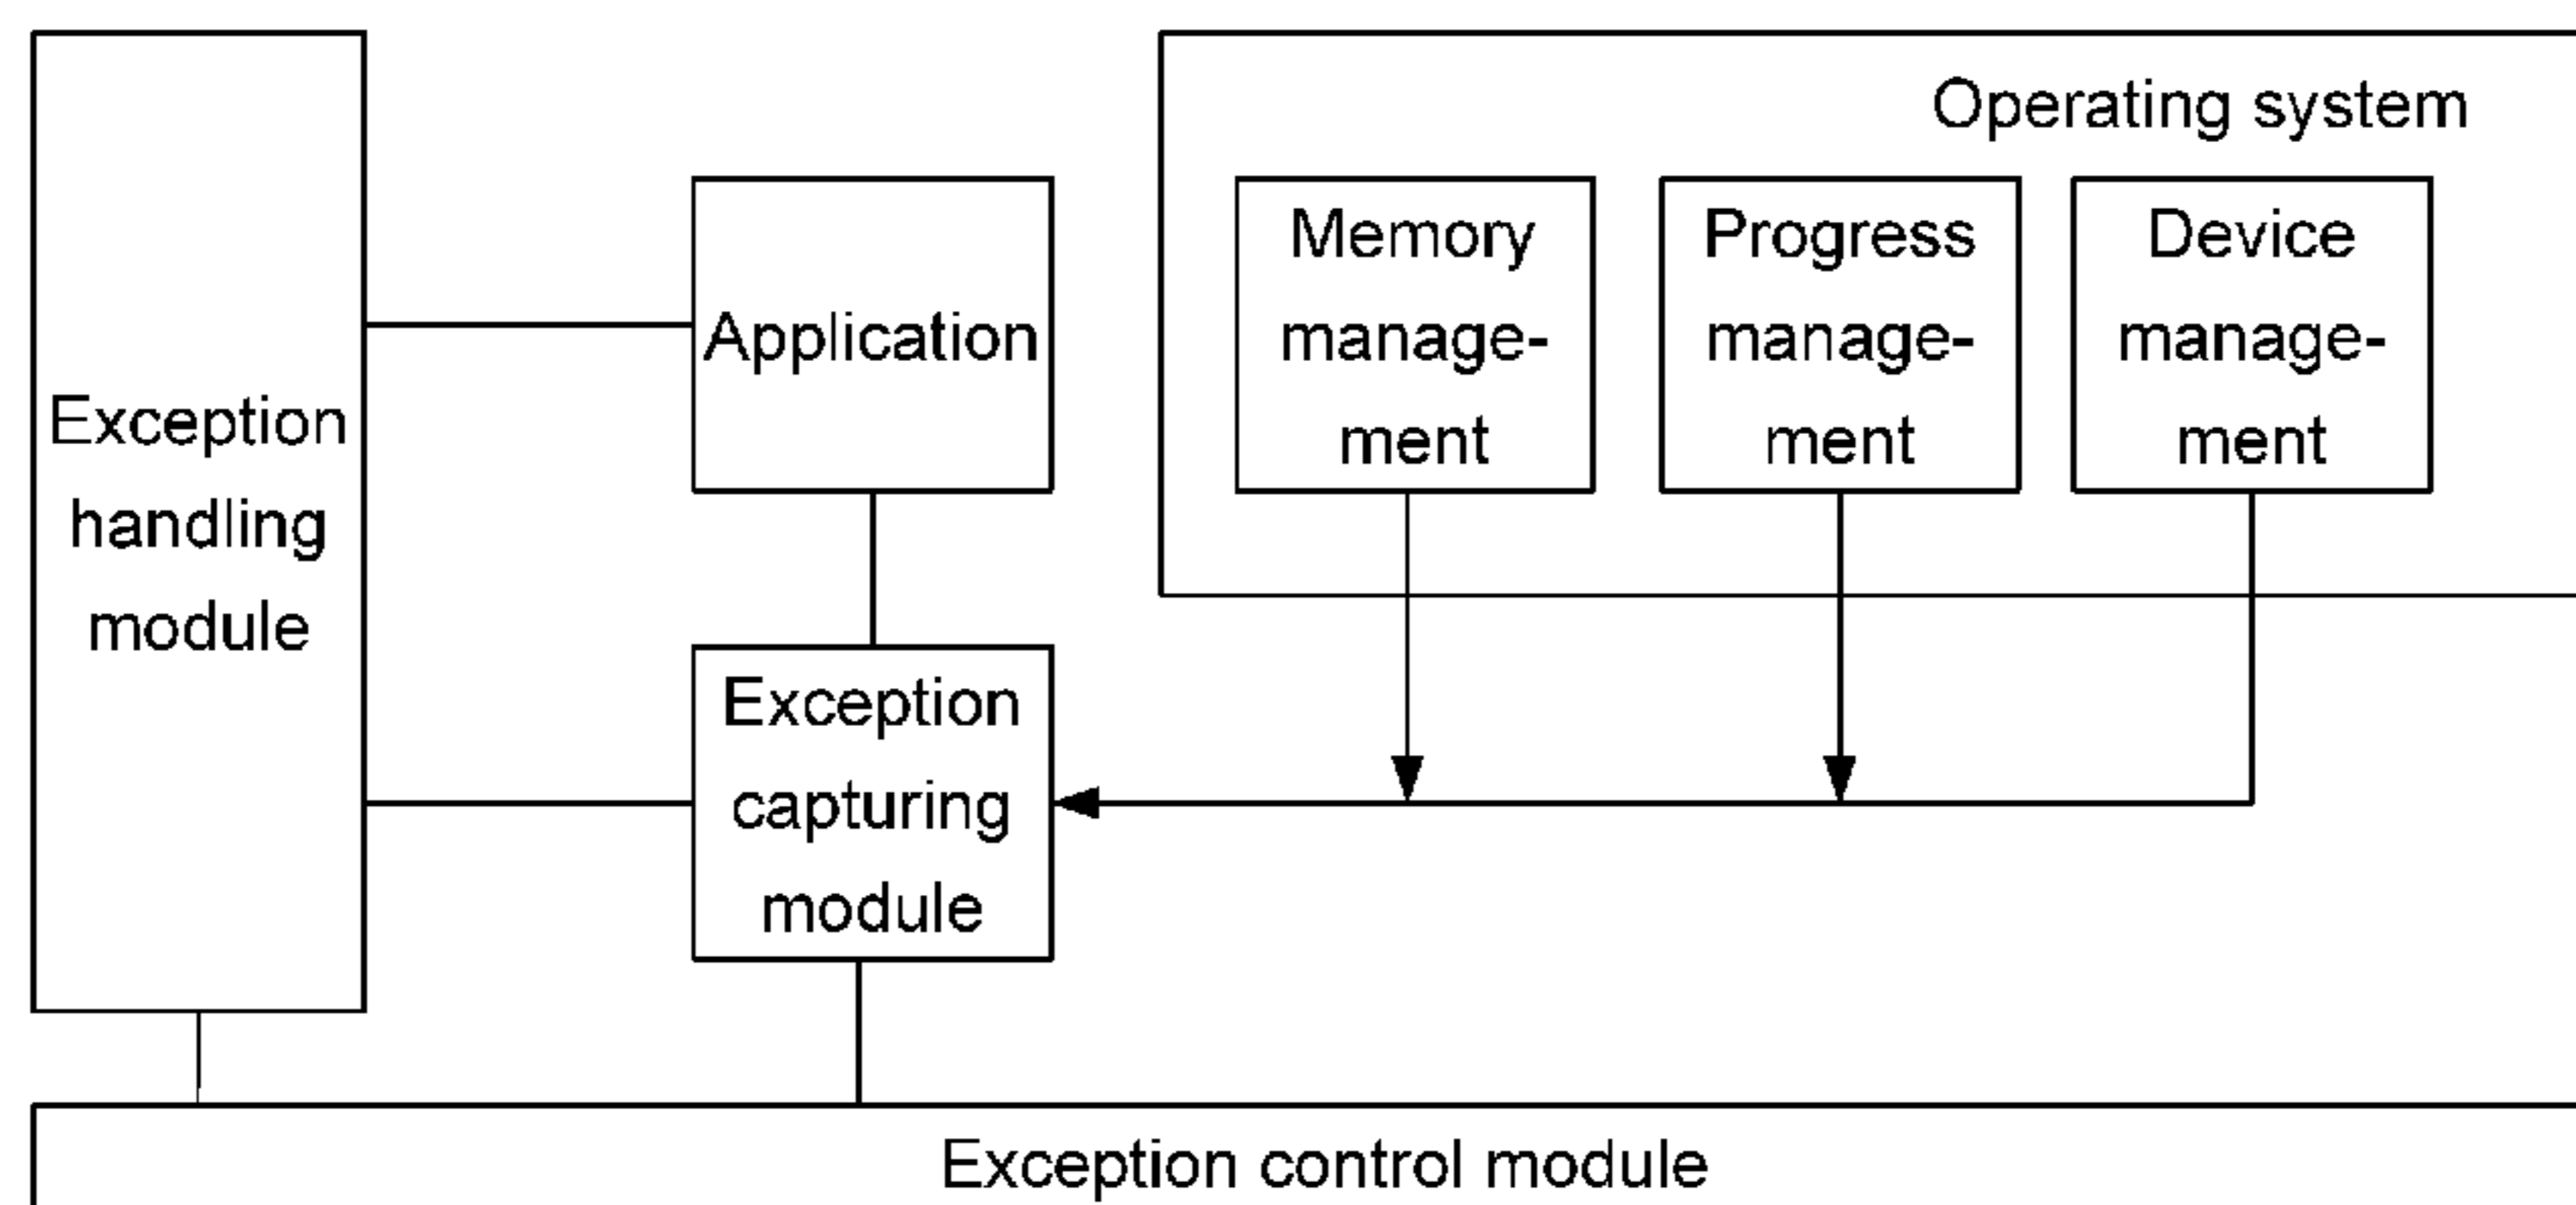 Operating system
Exception
handling
module
Application
Memory
manage-
ment
Progress
manage-
ment
Device
manage-
ment
Exception
capturing
module
Exception control module